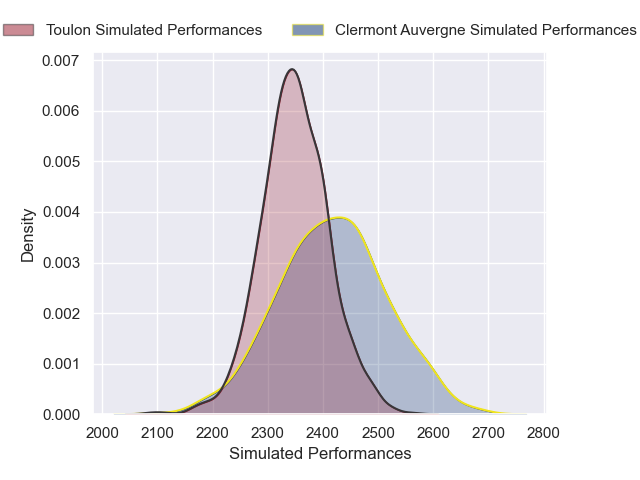 Toulon Simulated Performances
Clermont Auvergne Simulated Performances
0.007
0.006
0.005
0.004
0.003
0.002
0.001
0.000
Density
2000 2100 2200 2300 2400 2500 2600 2700 2800
Simulated Performances